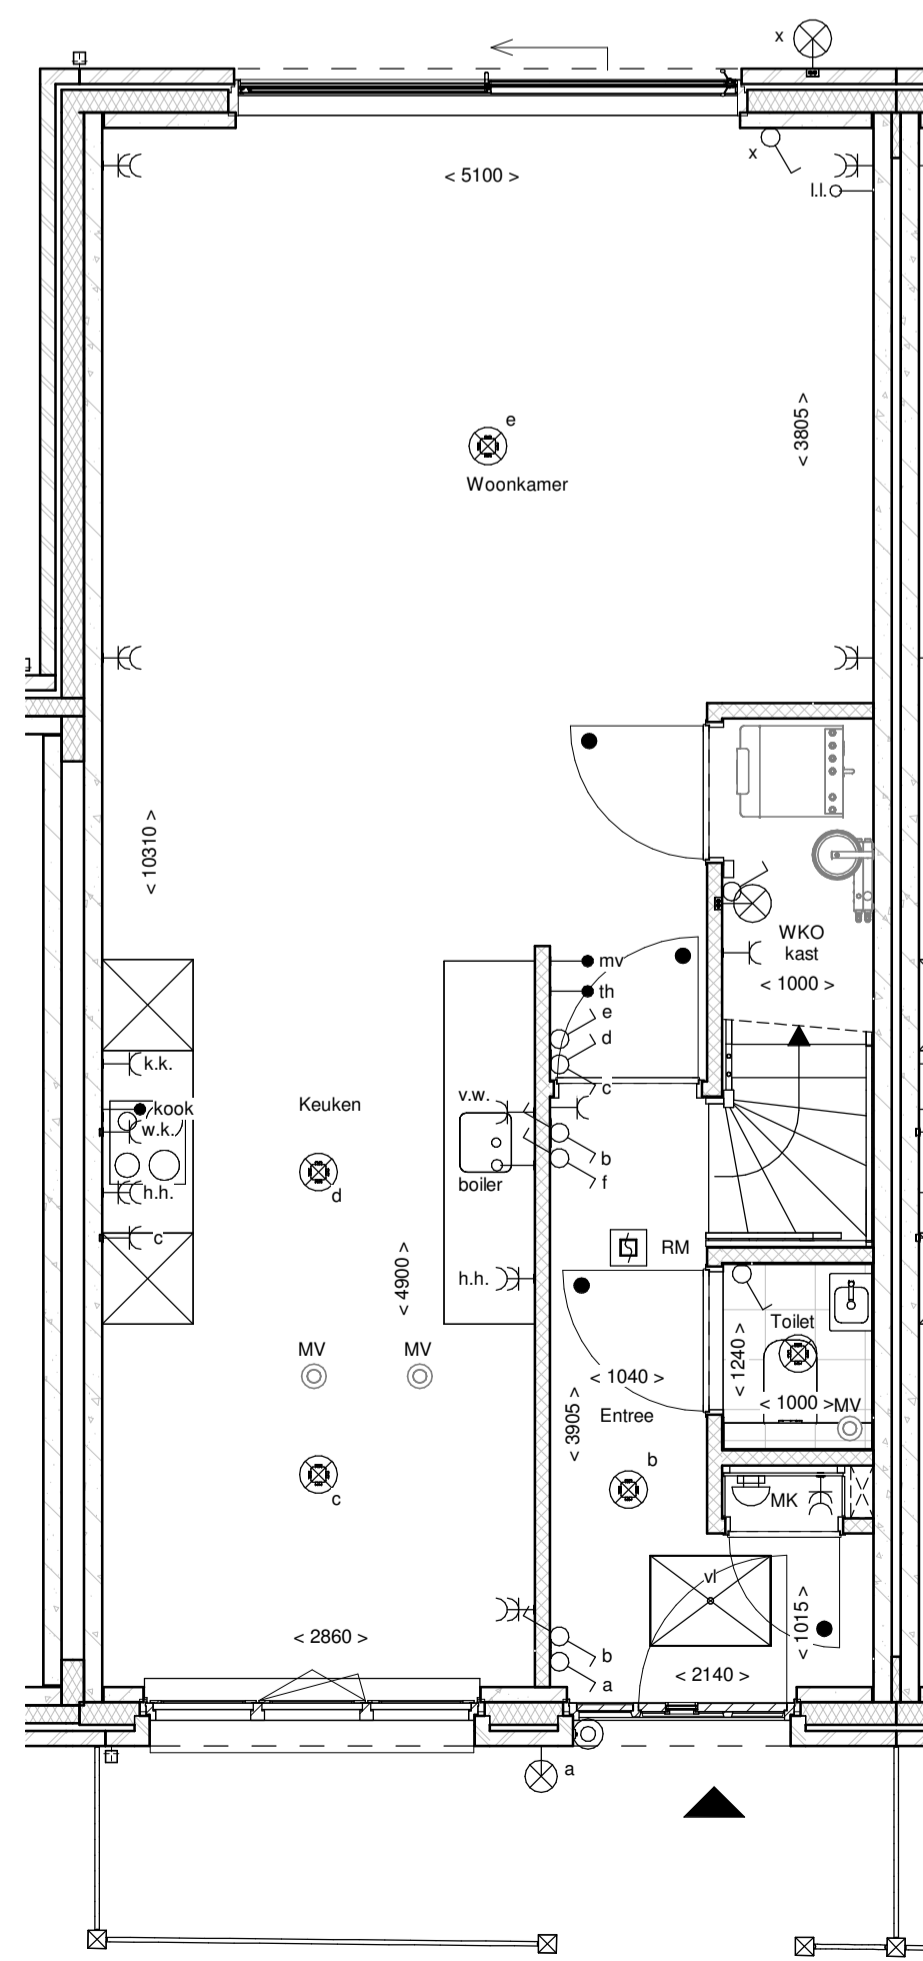 x
< 5100 >
x
l.l.
< 3805 >
e
Woonkamer
< 10310 >
WKO
kast
< 1000 >
mv
th
e
d
c
k.k.
kook
w.k.
h.h.
c
Keuken
d
v.w.
boiler
b
f
< 4900 >
h.h.
RM
MV
MV
Toilet
< 1240 >
< 1000 >
MV
< 1040 >
Entree
< 3905 >
b
c
MK
vl
< 1015 >
< 2860 >
b
a
< 2140 >
a